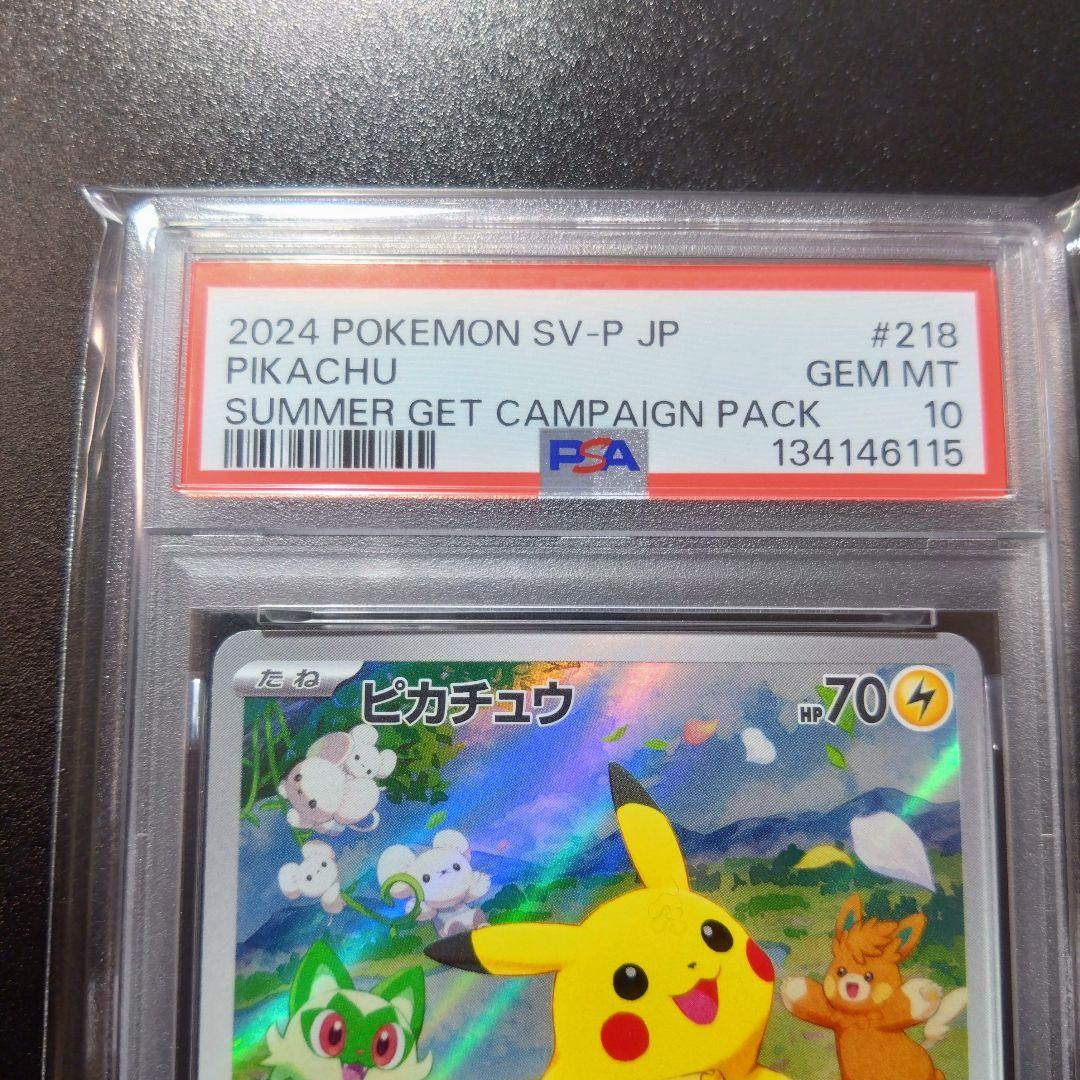 2024 POKEMON SV-P JP #218
PIKACHU GEM MT
SUMMER GET CAMPAIGN PACK 10
PSA 134146115
たね ピカチュウ HP70